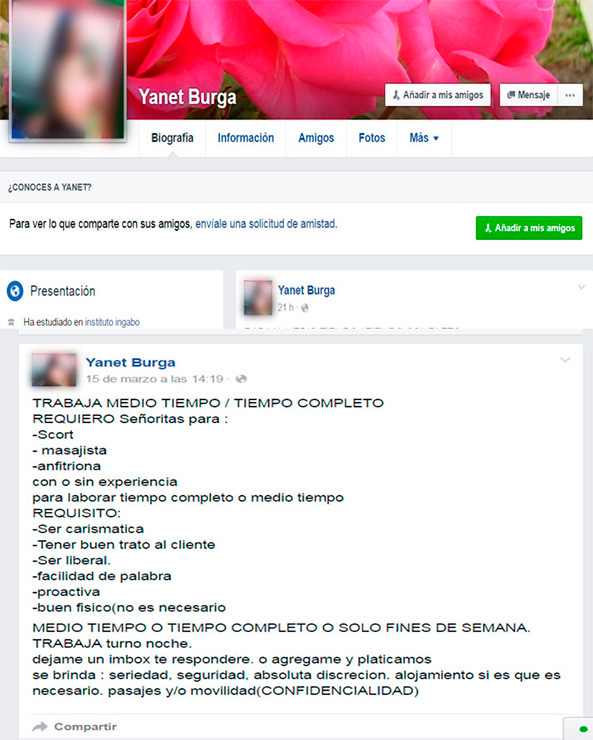 Yanet Burga
Añadir a mis amigos
Mensaje
Biografía
Información
Amigos
Fotos
Más
¿CONOCES A YANET?
Para ver lo que comparte con sus amigos, envíale una solicitud de amistad.
Añadir a mis amigos
Presentación
Ha estudiado en instituto ingabo
Yanet Burga
21 h
Yanet Burga
15 de marzo a las 14:19
TRABAJA MEDIO TIEMPO / TIEMPO COMPLETO
REQUIERO Señoritas para :
-Scort
- masajista
-anfitriona
con o sin experiencia
para laborar tiempo completo o medio tiempo
REQUISITO:
-Ser carismatica
-Tener buen trato al cliente
-Ser liberal.
-facilidad de palabra
-proactiva
-buen fisico(no es necesario
MEDIO TIEMPO O TIEMPO COMPLETO O SOLO FINES DE SEMANA.
TRABAJA turno noche.
dejame un imbox te respondere. o agregame y platicamos
se brinda : seriedad, seguridad, absoluta discrecion. alojamiento si es que es
necesario. pasajes y/o movilidad(CONFIDENCIALIDAD)
Compartir